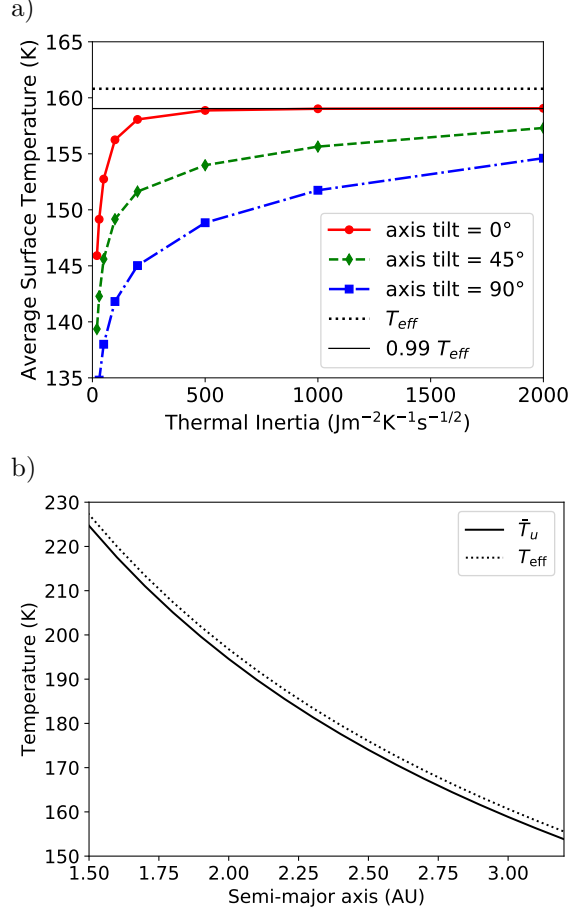 a)
165
160
155
150
145
140
135
Average Surface Temperature (K)
axis tilt = 0°
axis tilt = 45°
axis tilt = 90°
T_eff
0.99 T_eff
0 500 1000 1500 2000
Thermal Inertia (Jm⁻²K⁻¹s⁻¹/²)
b)
230
220
210
200
190
180
170
160
150
Temperature (K)
T̄_u
T_eff
1.50 1.75 2.00 2.25 2.50 2.75 3.00
Semi-major axis (AU)